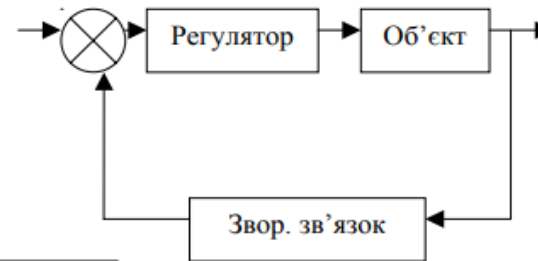 Регулятор
Об’єкт
Звор. зв’язок